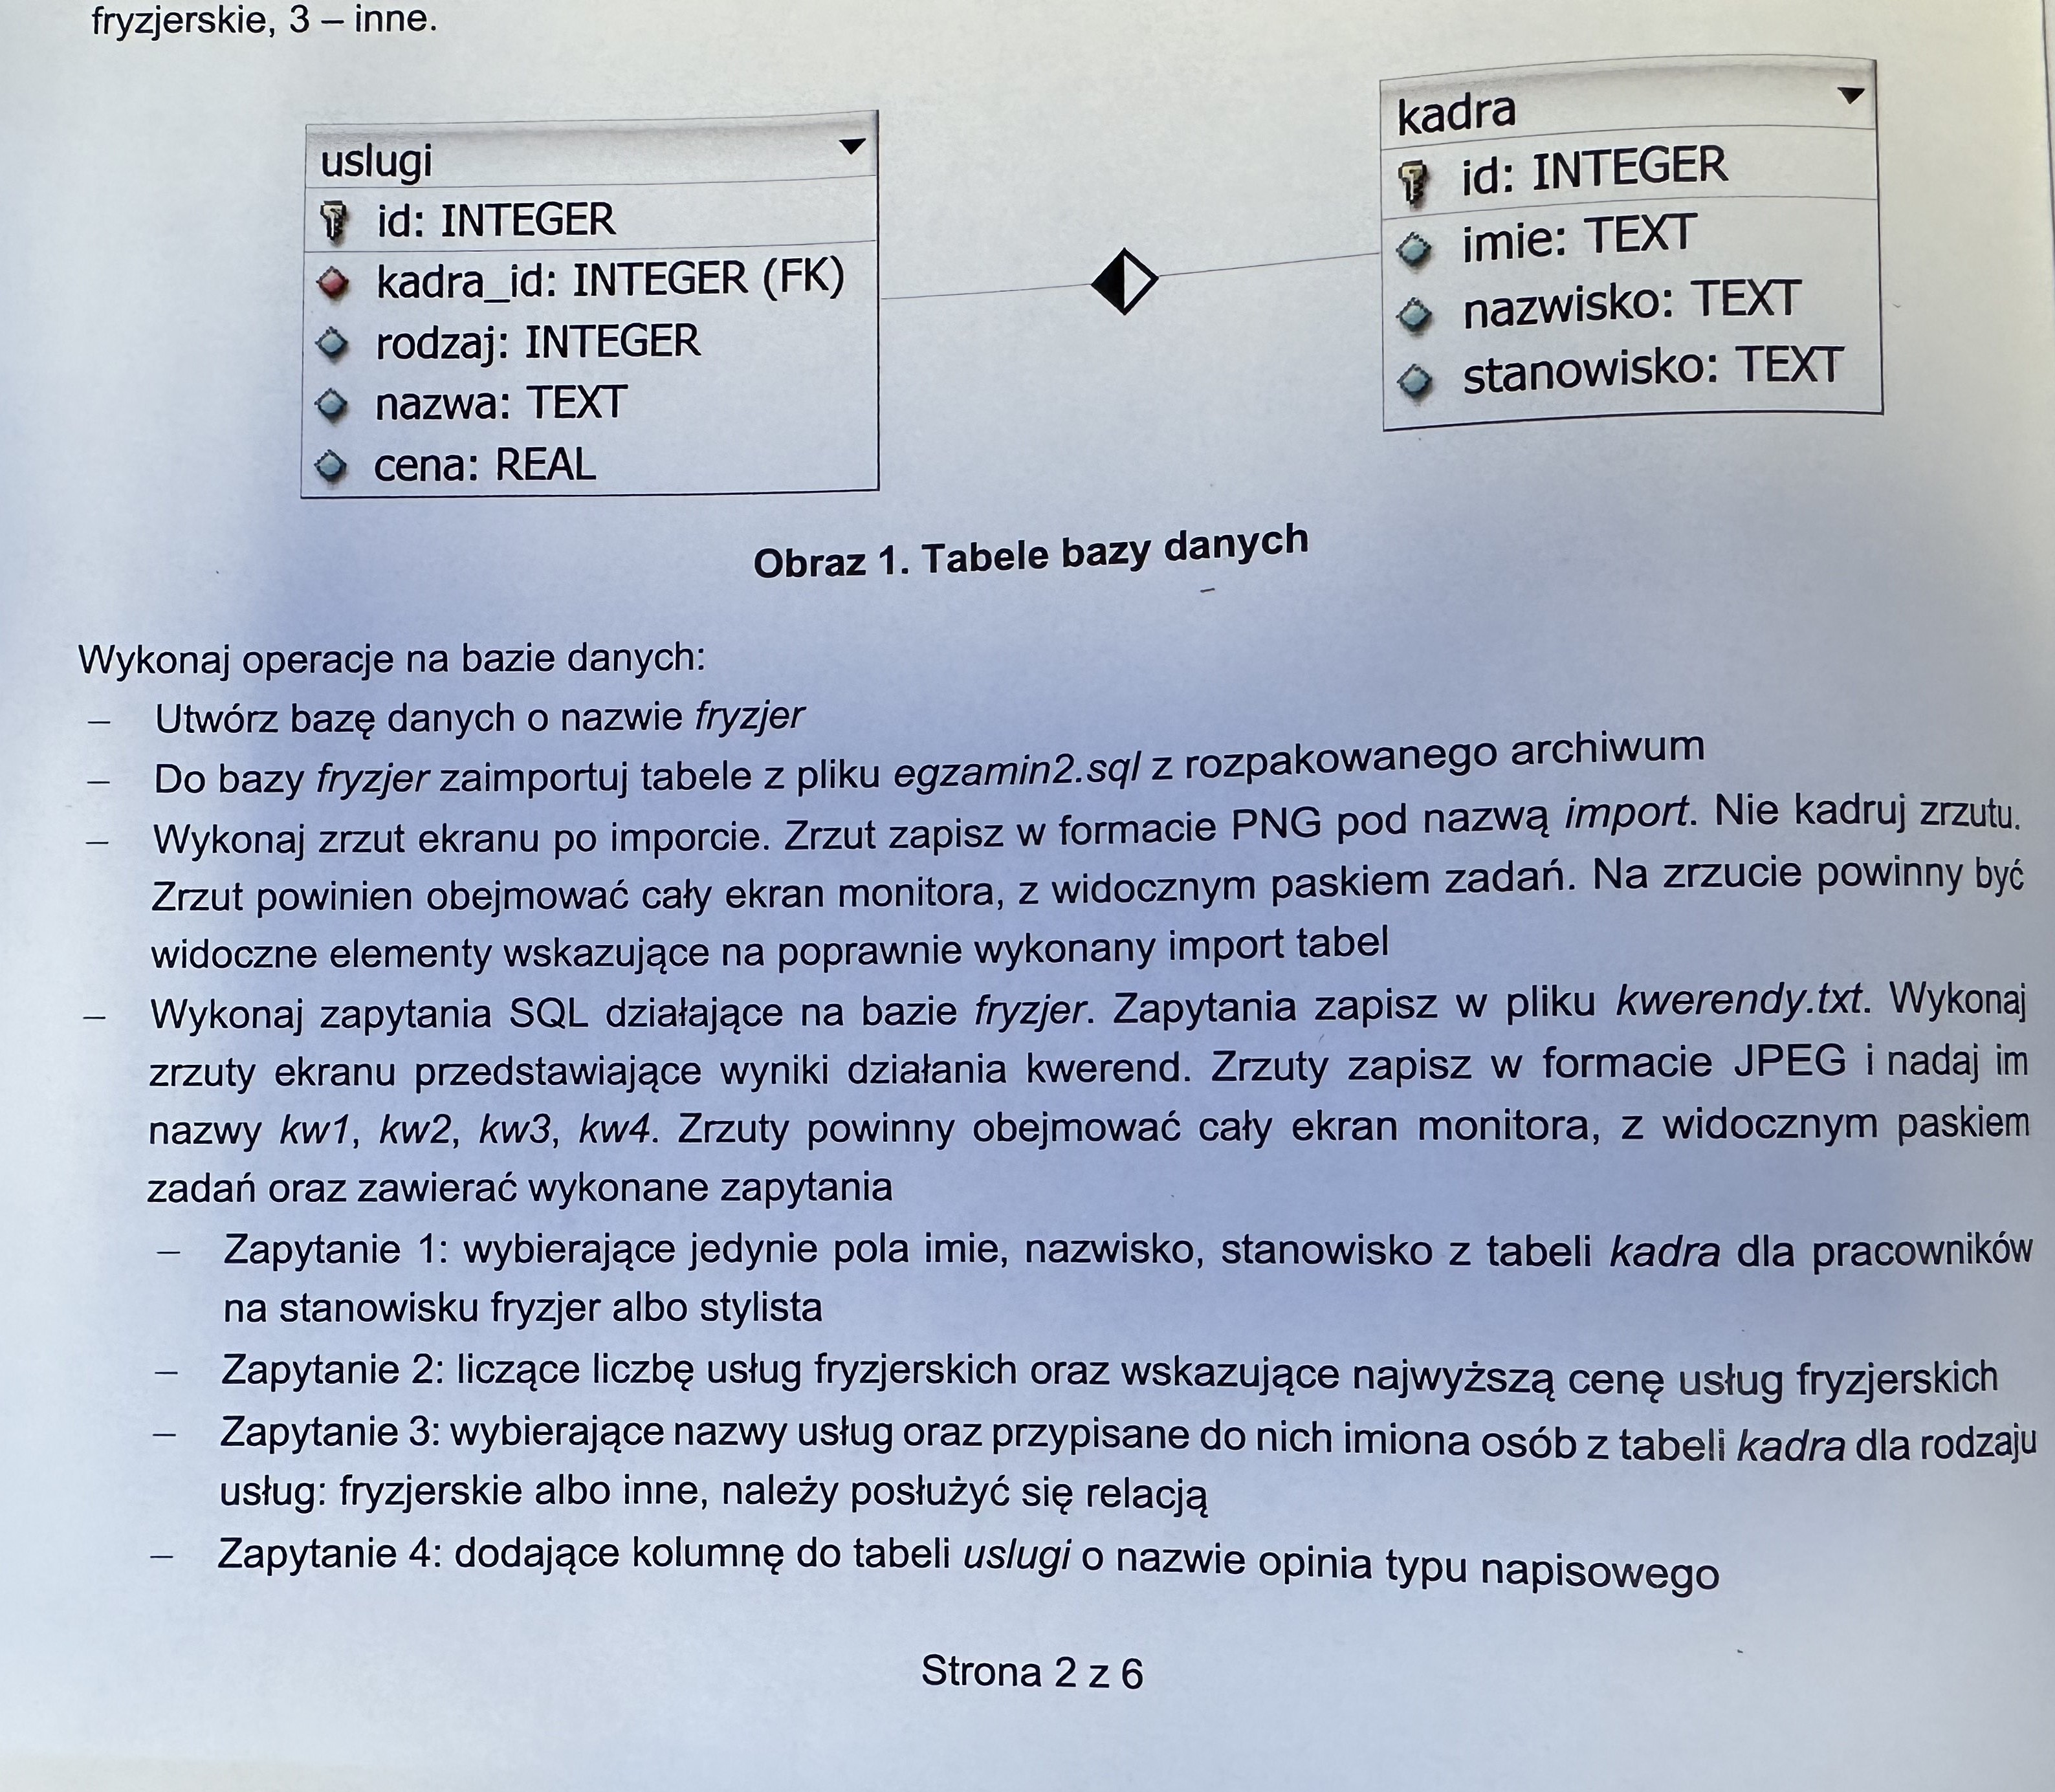 fryzjerskie, 3 – inne.
uslugi
id: INTEGER
kadra_id: INTEGER (FK)
rodzaj: INTEGER
nazwa: TEXT
cena: REAL
kadra
id: INTEGER
imie: TEXT
nazwisko: TEXT
stanowisko: TEXT
Obraz 1. Tabele bazy danych
Wykonaj operacje na bazie danych:
– Utwórz bazę danych o nazwie fryzjer
– Do bazy fryzjer zaimportuj tabele z pliku egzamin2.sql z rozpakowanego archiwum
– Wykonaj zrzut ekranu po imporcie. Zrzut zapisz w formacie PNG pod nazwą import. Nie kadruj zrzutu.
Zrzut powinien obejmować cały ekran monitora, z widocznym paskiem zadań. Na zrzucie powinny być
widoczne elementy wskazujące na poprawnie wykonany import tabel
– Wykonaj zapytania SQL działające na bazie fryzjer. Zapytania zapisz w pliku kwerendy.txt. Wykonaj
zrzuty ekranu przedstawiające wyniki działania kwerend. Zrzuty zapisz w formacie JPEG i nadaj im
nazwy kw1, kw2, kw3, kw4. Zrzuty powinny obejmować cały ekran monitora, z widocznym paskiem
zadań oraz zawierać wykonane zapytania
– Zapytanie 1: wybierające jedynie pola imie, nazwisko, stanowisko z tabeli kadra dla pracowników
na stanowisku fryzjer albo stylista
– Zapytanie 2: liczące liczbę usług fryzjerskich oraz wskazujące najwyższą cenę usług fryzjerskich
– Zapytanie 3: wybierające nazwy usług oraz przypisane do nich imiona osób z tabeli kadra dla rodzaju
usług: fryzjerskie albo inne, należy posłużyć się relacją
– Zapytanie 4: dodające kolumnę do tabeli uslugi o nazwie opinia typu napisowego
Strona 2 z 6